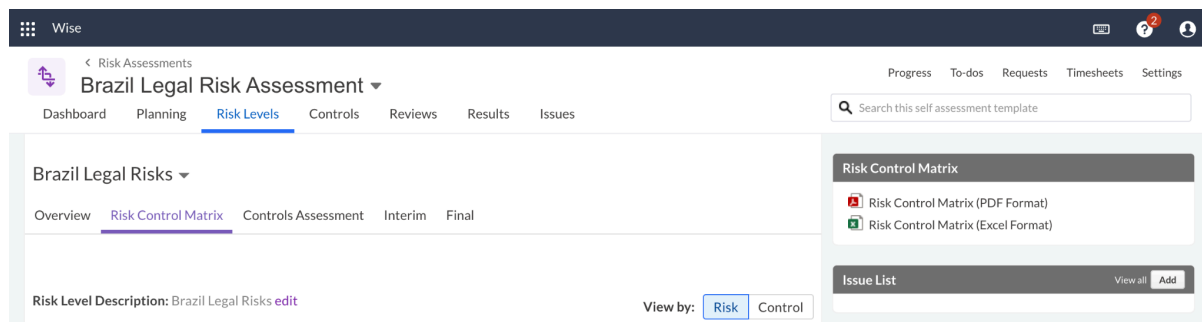 Wise
2
< Risk Assessments
Brazil Legal Risk Assessment
Progress To-dos Requests Timesheets Settings
Search this self assessment template
Dashboard Planning Risk Levels Controls Reviews Results Issues
Brazil Legal Risks
Overview Risk Control Matrix Controls Assessment Interim Final
Risk Level Description: Brazil Legal Risks edit
View by: Risk Control
Risk Control Matrix
Risk Control Matrix (PDF Format)
Risk Control Matrix (Excel Format)
Issue List View all Add